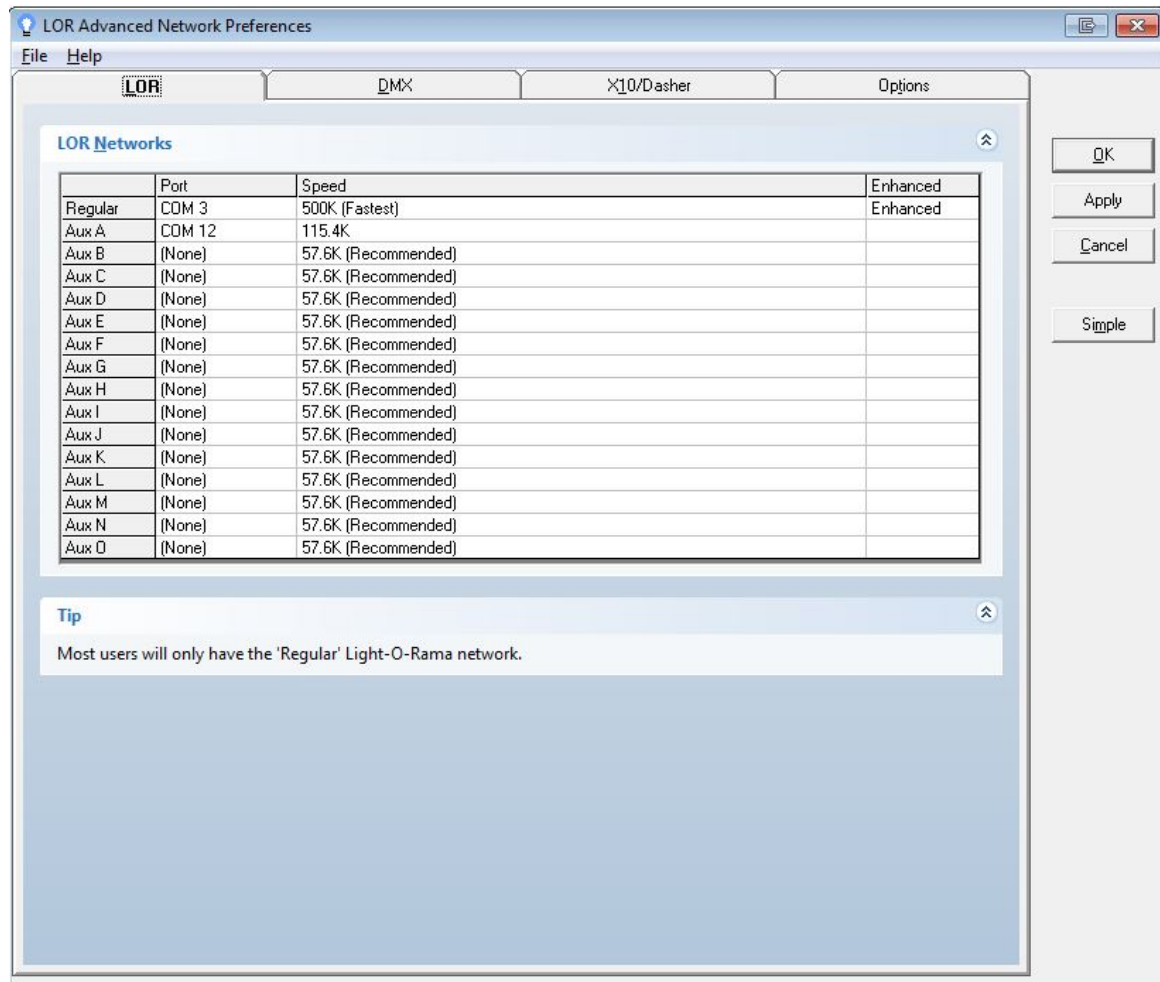 LOR Advanced Network Preferences
File Help
LOR DMX X10/Dasher Options
LOR Networks
Port Speed Enhanced
Regular COM 3 500K (Fastest) Enhanced
Aux A COM 12 115.4K
Aux B (None) 57.6K (Recommended)
Aux C (None) 57.6K (Recommended)
Aux D (None) 57.6K (Recommended)
Aux E (None) 57.6K (Recommended)
Aux F (None) 57.6K (Recommended)
Aux G (None) 57.6K (Recommended)
Aux H (None) 57.6K (Recommended)
Aux I (None) 57.6K (Recommended)
Aux J (None) 57.6K (Recommended)
Aux K (None) 57.6K (Recommended)
Aux L (None) 57.6K (Recommended)
Aux M (None) 57.6K (Recommended)
Aux N (None) 57.6K (Recommended)
Aux O (None) 57.6K (Recommended)
Tip
Most users will only have the 'Regular' Light-O-Rama network.
OK
Apply
Cancel
Simple